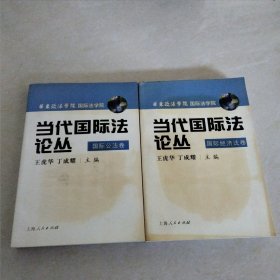 华东政法学院 国际法学院
当代国际法
论丛
国际公法卷
王虎华 丁成耀 主编
上海人民出版社
华东政法学院 国际法学院
当代国际法
论丛
国际经济法卷
王虎华 丁成耀 主编
上海人民出版社